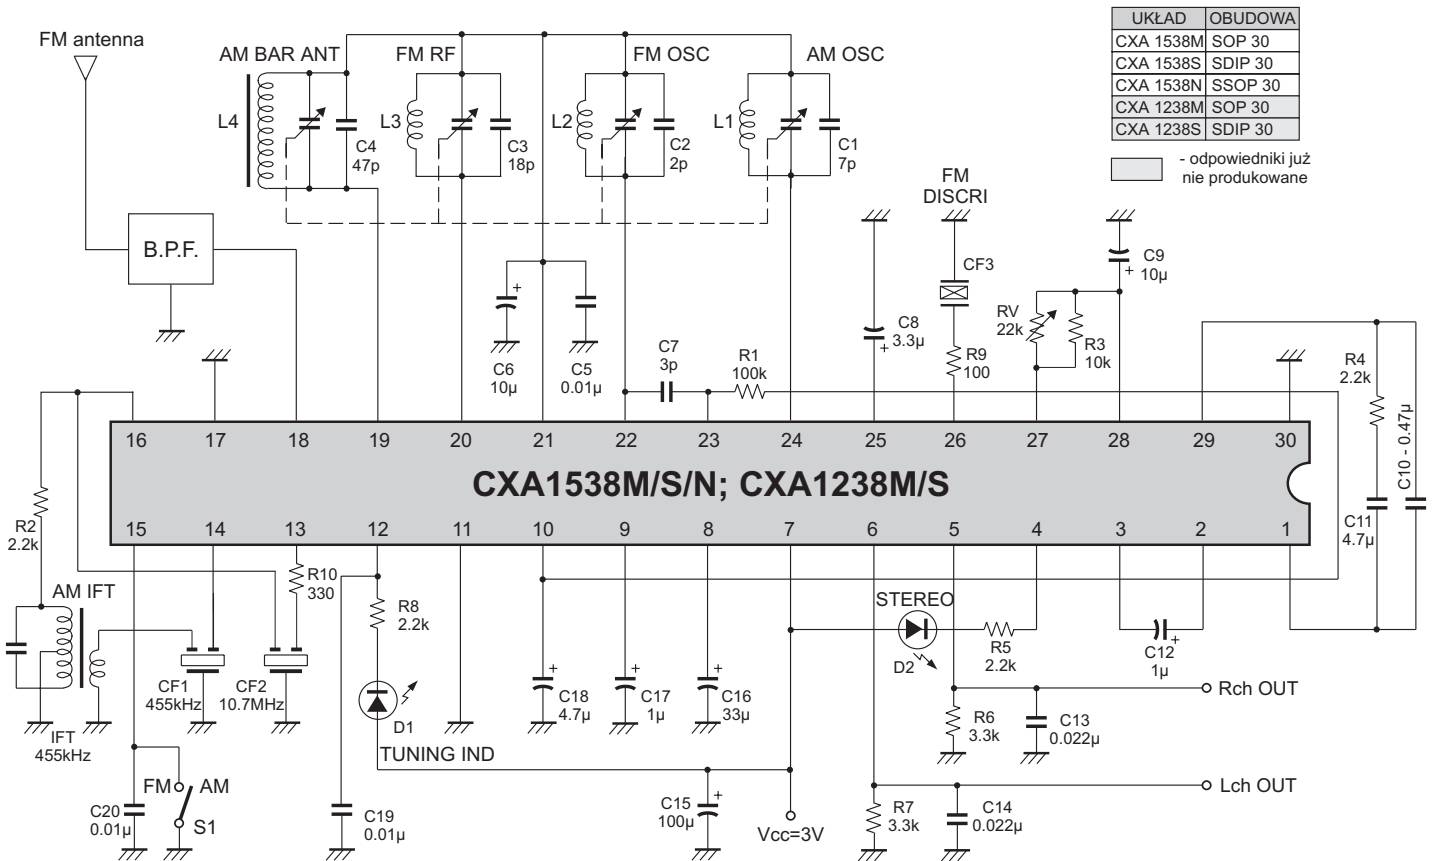 FM antenna
AM BAR ANT
FM RF
FM OSC
AM OSC
UKŁAD OBUDOWA
CXA 1538M SOP 30
CXA 1538S SDIP 30
CXA 1538N SSOP 30
CXA 1238M SOP 30
CXA 1238S SDIP 30
- odpowiedniki już
nie produkowane
L4
C4
47p
L3
C3
18p
L2
C2
2p
L1
C1
7p
B.P.F.
FM
DISCRI
CF3
C9
10µ
+
C6
10µ
+
C5
0.01µ
C7
3p
R1
100k
C8
3.3µ
+
R9
100
RV
22k
R3
10k
R4
2.2k
C10 - 0.47µ
C11
4.7µ
16 17 18 19 20 21 22 23 24 25 26 27 28 29 30
CXA1538M/S/N; CXA1238M/S
15 14 13 12 11 10 9 8 7 6 5 4 3 2 1
R2
2.2k
AM IFT
IFT
455kHz
CF1
455kHz
CF2
10.7MHz
R10
330
R8
2.2k
D1
TUNING IND
C18
4.7µ
+
C17
1µ
+
C16
33µ
+
STEREO
D2
R5
2.2k
C12
1µ
+
Rch OUT
R6
3.3k
C13
0.022µ
Lch OUT
R7
3.3k
C14
0.022µ
C20
0.01µ
FM AM
S1
C19
0.01µ
C15
100µ
+
Vcc=3V